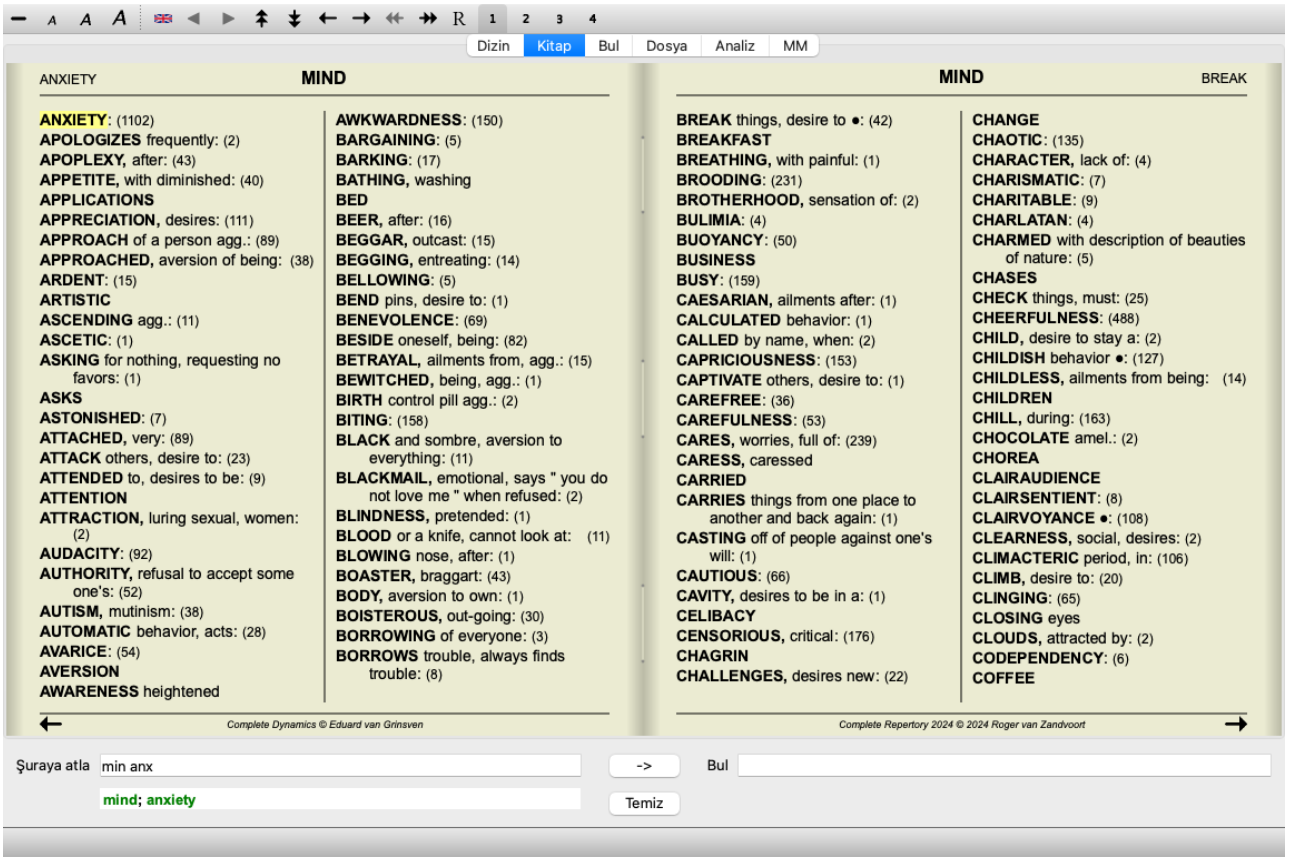 A A A R 1 2 3 4
Dizin Kitap Bul Dosya Analiz MM
ANXIETY MIND
ANXIETY: (1102)
APOLOGIZES frequently: (2)
APOPLEXY, after: (43)
APPETITE, with diminished: (40)
APPLICATIONS
APPRECIATION, desires: (111)
APPROACH of a person agg.: (89)
APPROACHED, aversion of being: (38)
ARDENT: (15)
ARTISTIC
ASCENDING agg.: (11)
ASCETIC: (1)
ASKING for nothing, requesting no
favors: (1)
ASKS
ASTONISHED: (7)
ATTACHED, very: (89)
ATTACK others, desire to: (23)
ATTENDED to, desires to be: (9)
ATTENTION
ATTRACTION, luring sexual, women:
(2)
AUDACITY: (92)
AUTHORITY, refusal to accept some
one's: (52)
AUTISM, mutinism: (38)
AUTOMATIC behavior, acts: (28)
AVARICE: (54)
AVERSION
AWARENESS heightened
AWKWARDNESS: (150)
BARGAINING: (5)
BARKING: (17)
BATHING, washing
BED
BEER, after: (16)
BEGGAR, outcast: (15)
BEGGING, entreating: (14)
BELLOWING: (5)
BEND pins, desire to: (1)
BENEVOLENCE: (69)
BESIDE oneself, being: (82)
BETRAYAL, ailments from, agg.: (15)
BEWITCHED, being, agg.: (1)
BIRTH control pill agg.: (2)
BITING: (158)
BLACK and sombre, aversion to
everything: (11)
BLACKMAIL, emotional, says " you do
not love me " when refused: (2)
BLINDNESS, pretended: (1)
BLOOD or a knife, cannot look at: (11)
BLOWING nose, after: (1)
BOASTER, braggart: (43)
BODY, aversion to own: (1)
BOISTEROUS, out-going: (30)
BORROWING of everyone: (3)
BORROWS trouble, always finds
trouble: (8)
Complete Dynamics © Eduard van Grinsven
MIND BREAK
BREAK things, desire to ●: (42)
BREAKFAST
BREATHING, with painful: (1)
BROODING: (231)
BROTHERHOOD, sensation of: (2)
BULIMIA: (4)
BUOYANCY: (50)
BUSINESS
BUSY: (159)
CAESARIAN, ailments after: (1)
CALCULATED behavior: (1)
CALLED by name, when: (2)
CAPRICIOUSNESS: (153)
CAPTIVATE others, desire to: (1)
CAREFREE: (36)
CAREFULNESS: (53)
CARES, worries, full of: (239)
CARESS, caressed
CARRIED
CARRIES things from one place to
another and back again: (1)
CASTING off of people against one's
will: (1)
CAUTIOUS: (66)
CAVITY, desires to be in a: (1)
CELIBACY
CENSORIOUS, critical: (176)
CHAGRIN
CHALLENGES, desires new: (22)
CHANGE
CHAOTIC: (135)
CHARACTER, lack of: (4)
CHARISMATIC: (7)
CHARITABLE: (9)
CHARLATAN: (4)
CHARMED with description of beauties
of nature: (5)
CHASES
CHECK things, must: (25)
CHEERFULNESS: (488)
CHILD, desire to stay a: (2)
CHILDISH behavior ●: (127)
CHILDLESS, ailments from being: (14)
CHILDREN
CHILL, during: (163)
CHOCOLATE amel.: (2)
CHOREA
CLAIRAUDIENCE
CLAIRSENTIENT: (8)
CLAIRVOYANCE ●: (108)
CLEARNESS, social, desires: (2)
CLIMACTERIC period, in: (106)
CLIMB, desire to: (20)
CLINGING: (65)
CLOSING eyes
CLOUDS, attracted by: (2)
CODEPENDENCY: (6)
COFFEE
Complete Repertory 2024 © 2024 Roger van Zandvoort
Şuraya atla min anx -> Bul
mind; anxiety Temiz